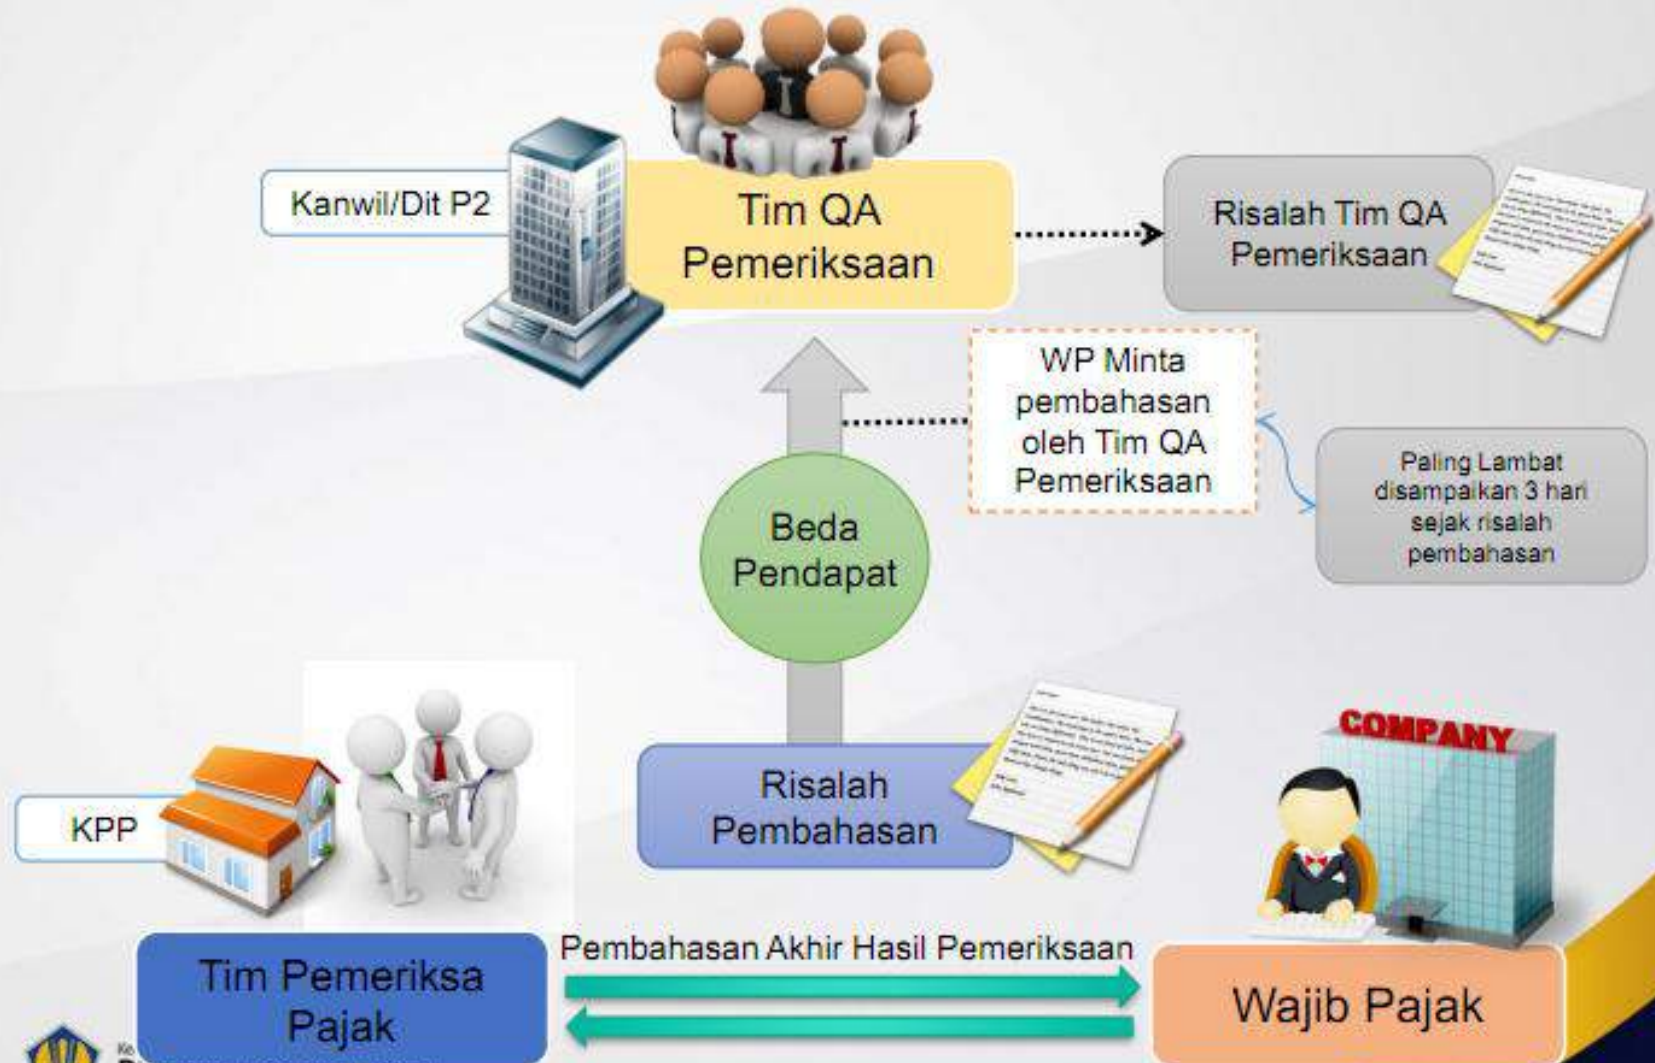 Kanwil/Dit P2
Tim QA
Pemeriksaan
Risalah Tim QA
Pemeriksaan
WP Minta
pembahasan
oleh Tim QA
Pemeriksaan
Paling Lambat
disampaikan 3 hari
sejak risalah
pembahasan
Beda
Pendapat
KPP
Risalah
Pembahasan
COMPANY
Tim Pemeriksa
Pajak
Pembahasan Akhir Hasil Pemeriksaan
Wajib Pajak